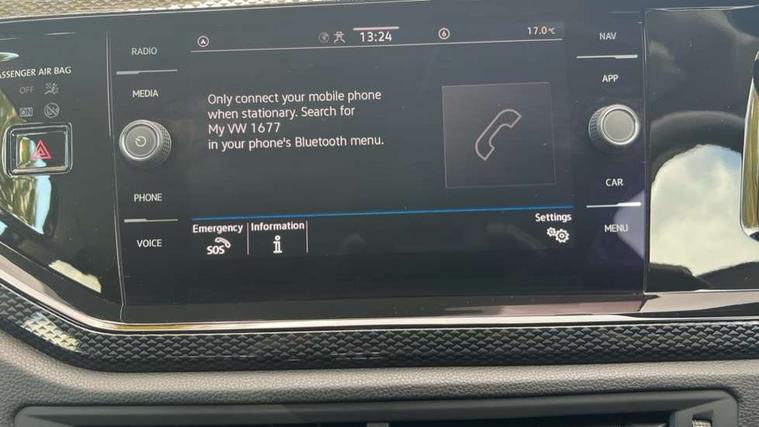 RADIO
13:24
6
17.0°C
NAV
ASSENGER AIR BAG
OFF
ON
MEDIA
APP
Only connect your mobile phone
when stationary. Search for
My VW 1677
in your phone's Bluetooth menu.
PHONE
CAR
VOICE
Emergency
SOS
Information
i
Settings
MENU